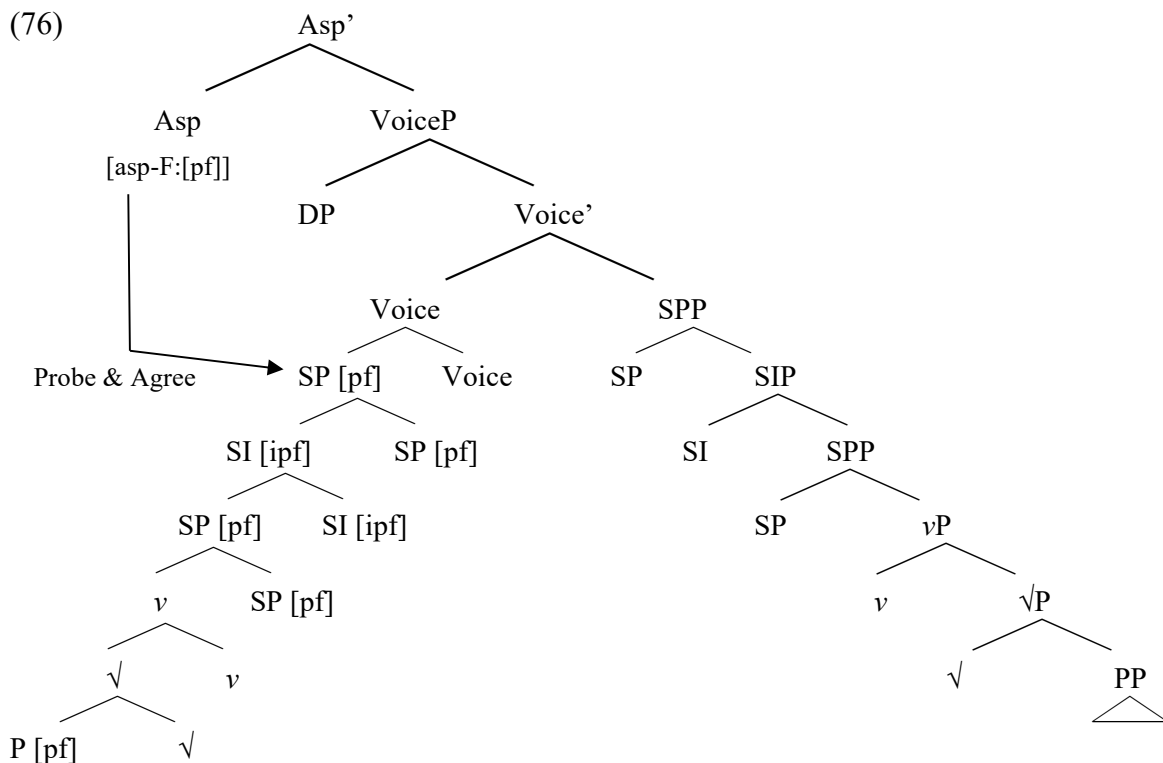 (76) Asp’
Asp VoiceP
[asp-F:[pf]]
DP Voice’
Voice SPP
Probe & Agree SP [pf] Voice SP SIP
SI [ipf] SP [pf] SI SPP
SP [pf] SI [ipf] SP vP
v SP [pf] v √P
√ v √ PP
P [pf] √